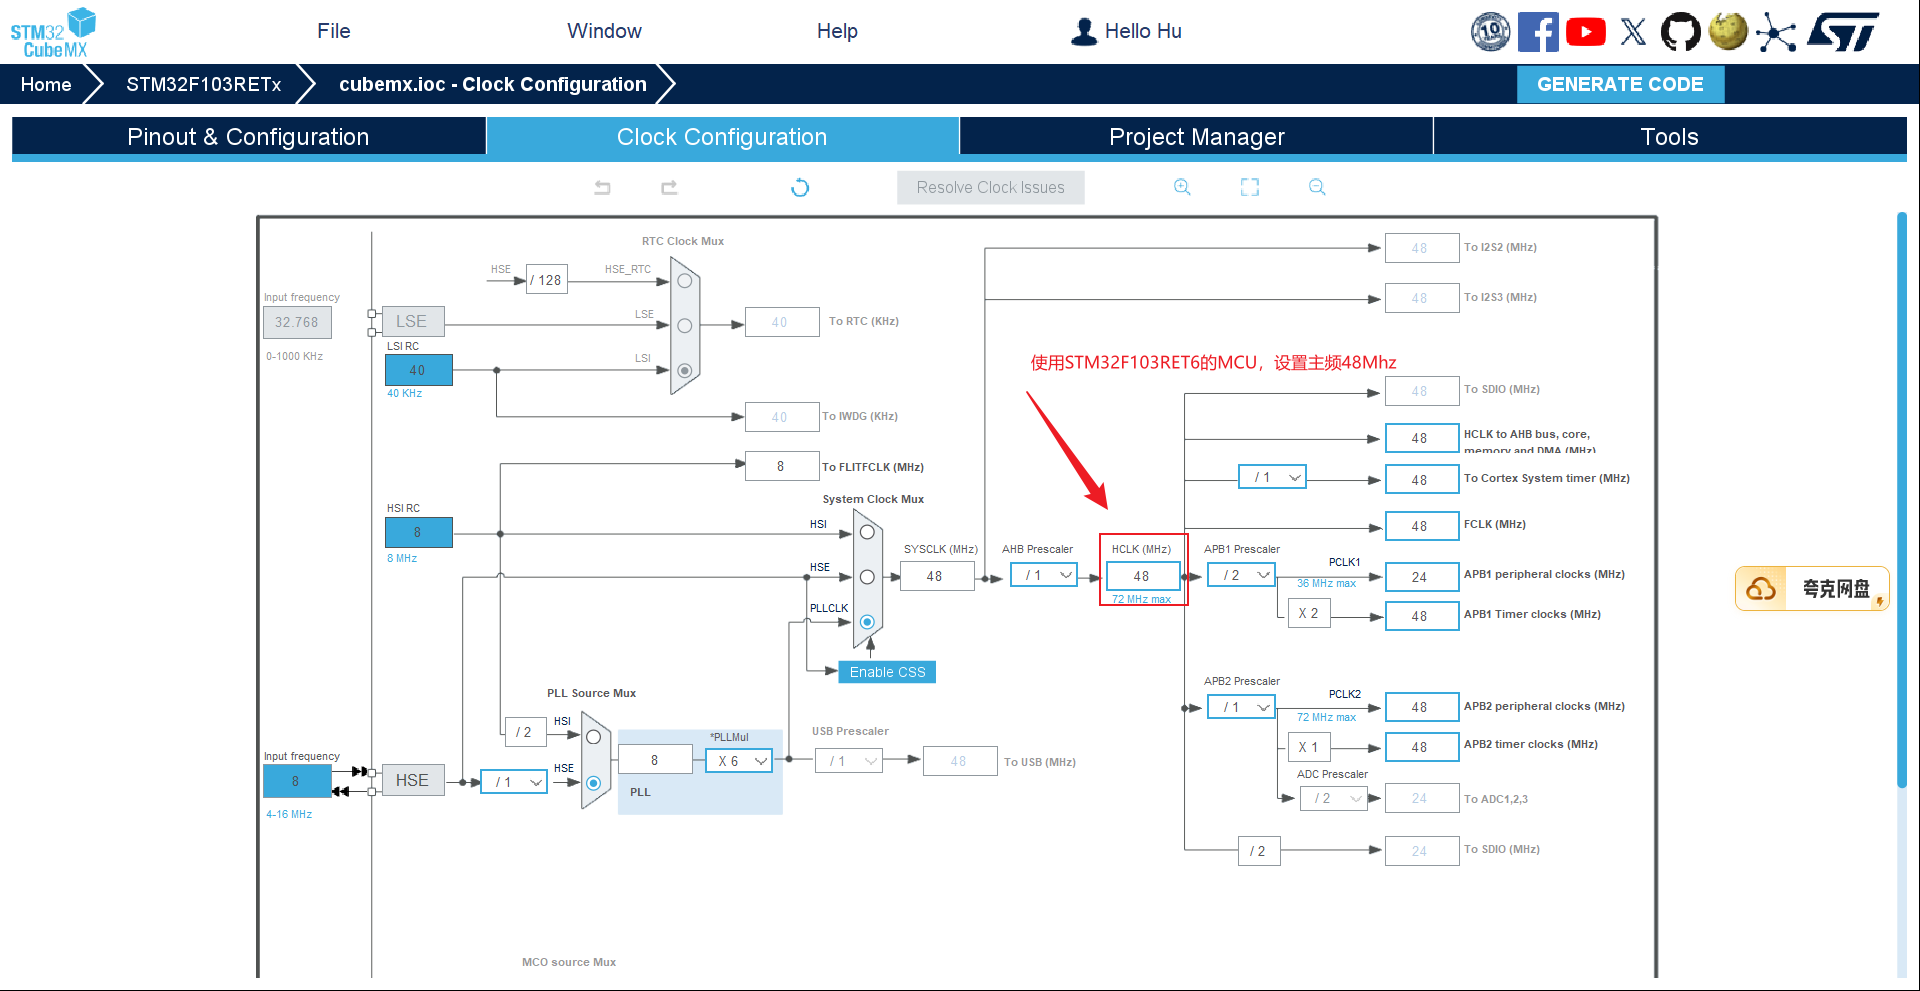 STM32
CubeMX
File
Window
Help
Hello Hu
10
ST
Home
STM32F103RETx
cubemx.ioc - Clock Configuration
GENERATE CODE
Pinout & Configuration
Clock Configuration
Project Manager
Tools
Resolve Clock Issues
RTC Clock Mux
HSE
/ 128
HSE_RTC
48
To I2S2 (MHz)
48
To I2S3 (MHz)
Input frequency
32.768
0-1000 KHz
LSE
LSE
40
To RTC (KHz)
LSI RC
40
40 KHz
LSI
40
To IWDG (KHz)
使用STM32F103RET6的MCU，设置主频48Mhz
48
To SDIO (MHz)
48
HCLK to AHB bus, core,
memory and DMA (MHz)
/ 1
48
To Cortex System timer (MHz)
48
FCLK (MHz)
8
To FLITFCLK (MHz)
System Clock Mux
HSI RC
8
8 MHz
HSI
HSE
PLLCLK
SYSCLK (MHz)
48
AHB Prescaler
/ 1
HCLK (MHz)
48
72 MHz max
APB1 Prescaler
/ 2
PCLK1
36 MHz max
24
APB1 peripheral clocks (MHz)
X 2
48
APB1 Timer clocks (MHz)
夸克网盘
Enable CSS
APB2 Prescaler
/ 1
PCLK2
72 MHz max
48
APB2 peripheral clocks (MHz)
X 1
48
APB2 timer clocks (MHz)
ADC Prescaler
/ 2
24
To ADC1,2,3
/ 2
24
To SDIO (MHz)
PLL Source Mux
/ 2
HSI
HSE
8
*PLLMul
X 6
PLL
USB Prescaler
/ 1
48
To USB (MHz)
Input frequency
8
4-16 MHz
HSE
/ 1
MCO source Mux